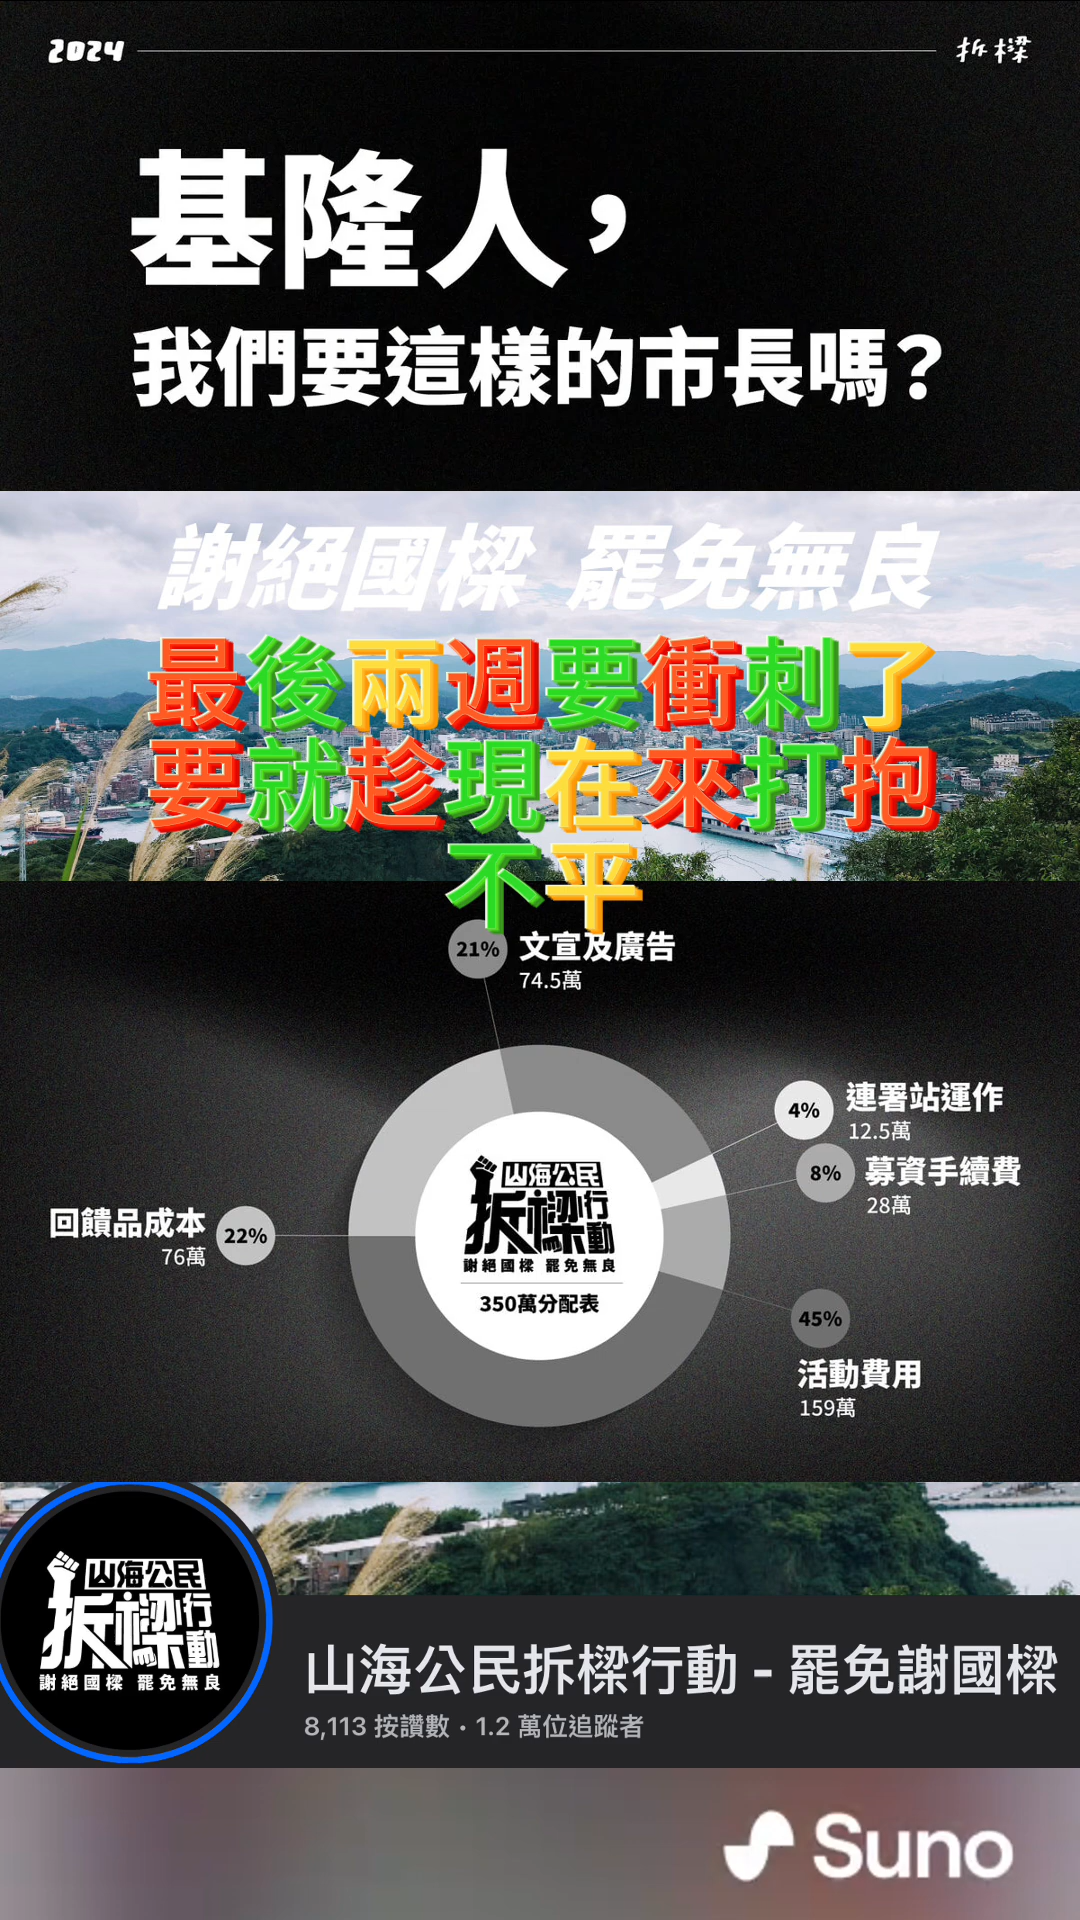 2024
拆樑
基隆人，
我們要這樣的市長嗎？
謝絕國樑 罷免無良
最後兩週要衝刺了
要就趁現在來打抱
不平
21%
文宣及廣告
74.5萬
4%
連署站運作
12.5萬
8%
募資手續費
28萬
回饋品成本
22%
76萬
山海公民
拆樑行動
謝絕國樑 罷免無良
350萬分配表
45%
活動費用
159萬
山海公民
拆樑行動
謝絕國樑 罷免無良
山海公民拆樑行動 - 罷免謝國樑
8,113 按讚數 · 1.2 萬位追蹤者
Suno